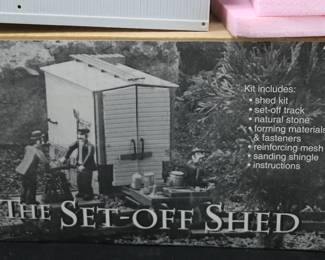 Kit includes:
• shed kit
• set-off track
• natural stone
• forming materials
& fasteners
• reinforcing mesh
• sanding shingle
• instructions
THE SET-OFF SHED